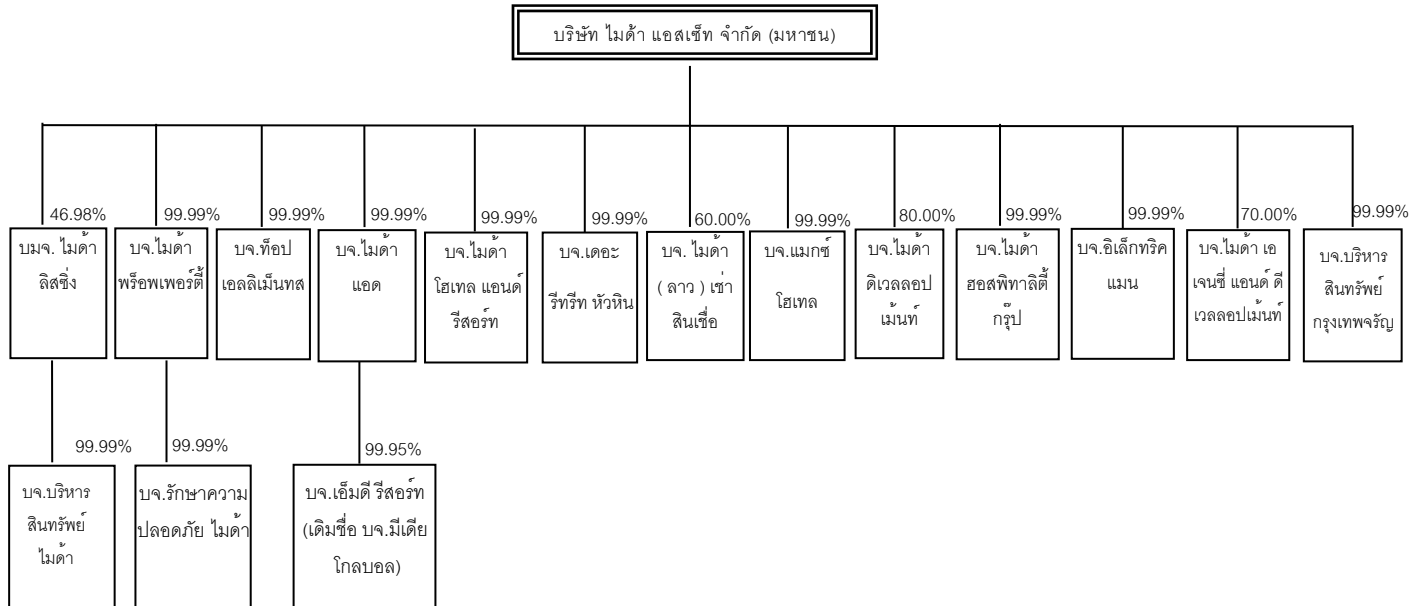 บริษัท ไมด้า แอสเซ็ท จำกัด (มหาชน)
46.98%
99.99%
99.99%
99.99%
99.99%
99.99%
60.00%
99.99%
80.00%
99.99%
99.99%
70.00%
99.99%
บมจ. ไมด้า
ลิสซิ่ง
บจ.ไมด้า
พร็อพเพอร์ตี้
บจ.ท็อป
เอลลิเม็นทส
บจ.ไมด้า
แอด
บจ.ไมด้า
โฮเทล แอนด์
รีสอร์ท
บจ.เดอะ
รีทรีท หัวหิน
บจ. ไมด้า
( ลาว ) เช่า
สินเชื่อ
บจ.แมกซ์
โฮเทล
บจ.ไมด้า
ดิเวลลอป
เม้นท์
บจ.ไมด้า
ฮอสพิทาลิตี้
กรุ๊ป
บจ.อิเล็กทริค
แมน
บจ.ไมด้า เอ
เจนซี่ แอนด์ ดี
เวลลอปเม้นท์
บจ.บริหาร
สินทรัพย์
กรุงเทพจรัญ
99.99%
99.99%
99.95%
บจ.บริหาร
สินทรัพย์
ไมด้า
บจ.รักษาความ
ปลอดภัย ไมด้า
บจ.เอ็มดี รีสอร์ท
(เดิมชื่อ บจ.มีเดีย
โกลบอล)